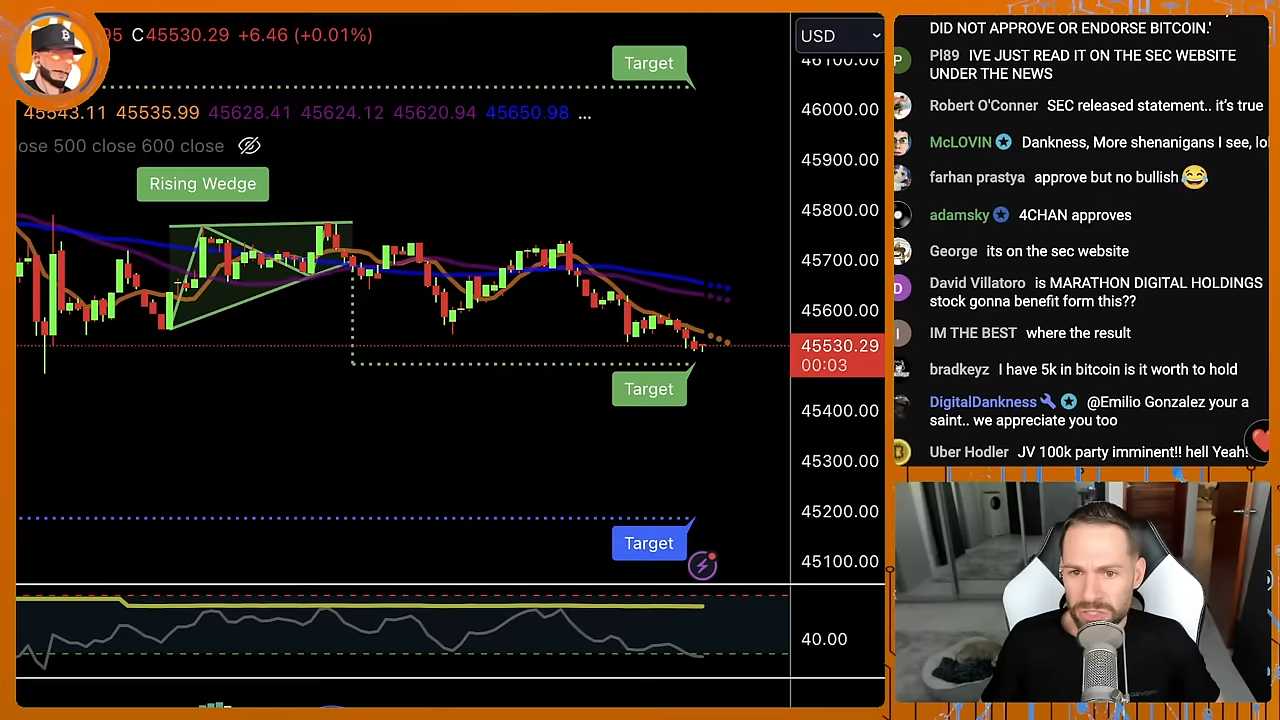 95 C45530.29 +6.46 (+0.01%)
USD
46100.00
Target
45543.11 45535.99 45628.41 45624.12 45620.94 45650.98 ...
46000.00
ose 500 close 600 close
45900.00
Rising Wedge
45800.00
45700.00
45600.00
45530.29
00:03
Target
45400.00
45300.00
45200.00
Target
45100.00
40.00
DID NOT APPROVE OR ENDORSE BITCOIN.'
P
Pl89 IVE JUST READ IT ON THE SEC WEBSITE
UNDER THE NEWS
Robert O'Conner SEC released statement.. it's true
McLOVIN Dankness, More shenanigans I see, lo
farhan prastya approve but no bullish
adamsky 4CHAN approves
George its on the sec website
D
David Villatoro is MARATHON DIGITAL HOLDINGS
stock gonna benefit form this??
I
IM THE BEST where the result
bradkeyz I have 5k in bitcoin is it worth to hold
DigitalDankness @Emilio Gonzalez your a
saint.. we appreciate you too
Uber Hodler JV 100k party imminent!! hell Yeah!